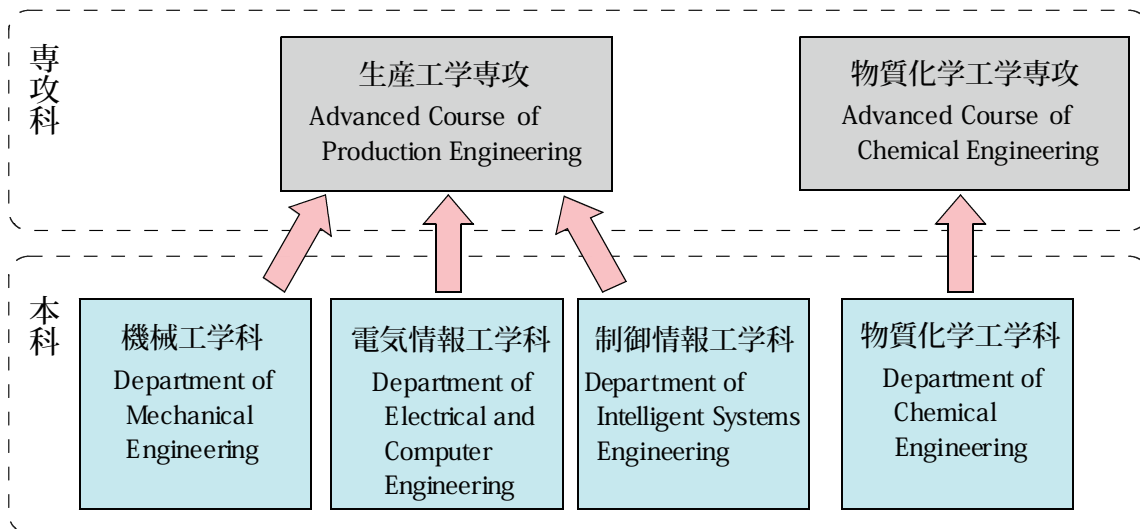 専攻科
生産工学専攻
Advanced Course of
Production Engineering
物質化学工学専攻
Advanced Course of
Chemical Engineering
本科
機械工学科
Department of
Mechanical
Engineering
電気情報工学科
Department of
Electrical and
Computer
Engineering
制御情報工学科
Department of
Intelligent Systems
Engineering
物質化学工学科
Department of
Chemical
Engineering